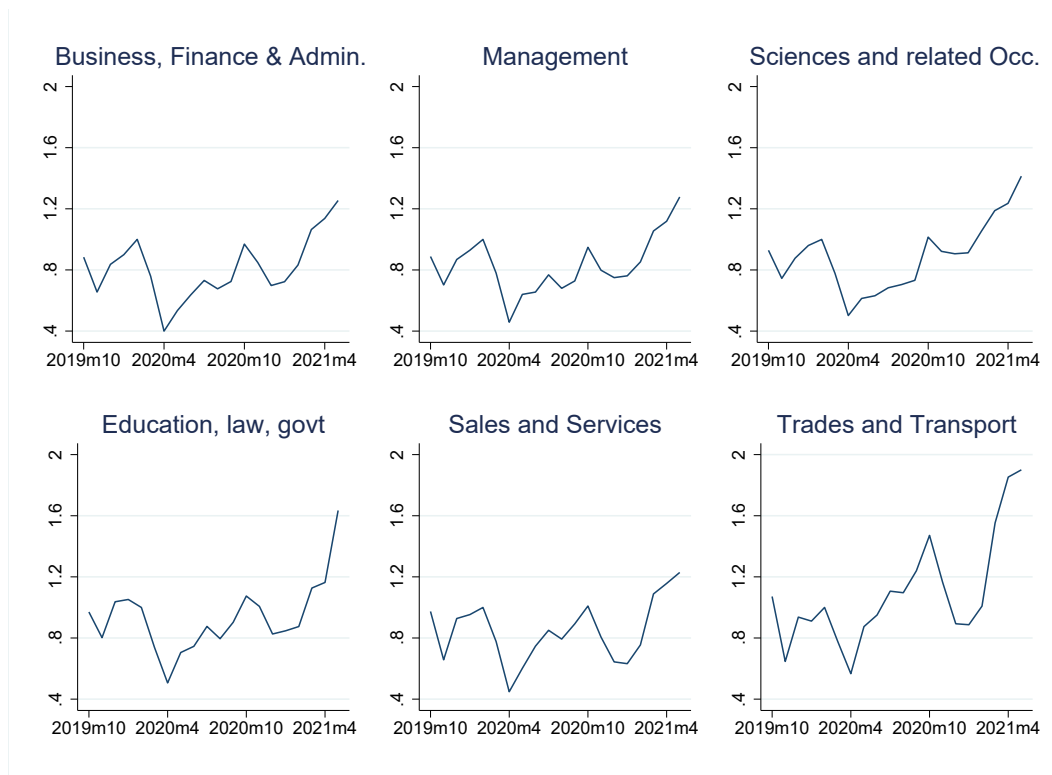 Business, Finance & Admin.
2
1.6
1.2
.8
.4
2019m10 2020m4 2020m10 2021m4
Management
2
1.6
1.2
.8
.4
2019m10 2020m4 2020m10 2021m4
Sciences and related Occ.
2
1.6
1.2
.8
.4
2019m10 2020m4 2020m10 2021m4
Education, law, govt
2
1.6
1.2
.8
.4
2019m10 2020m4 2020m10 2021m4
Sales and Services
2
1.6
1.2
.8
.4
2019m10 2020m4 2020m10 2021m4
Trades and Transport
2
1.6
1.2
.8
.4
2019m10 2020m4 2020m10 2021m4